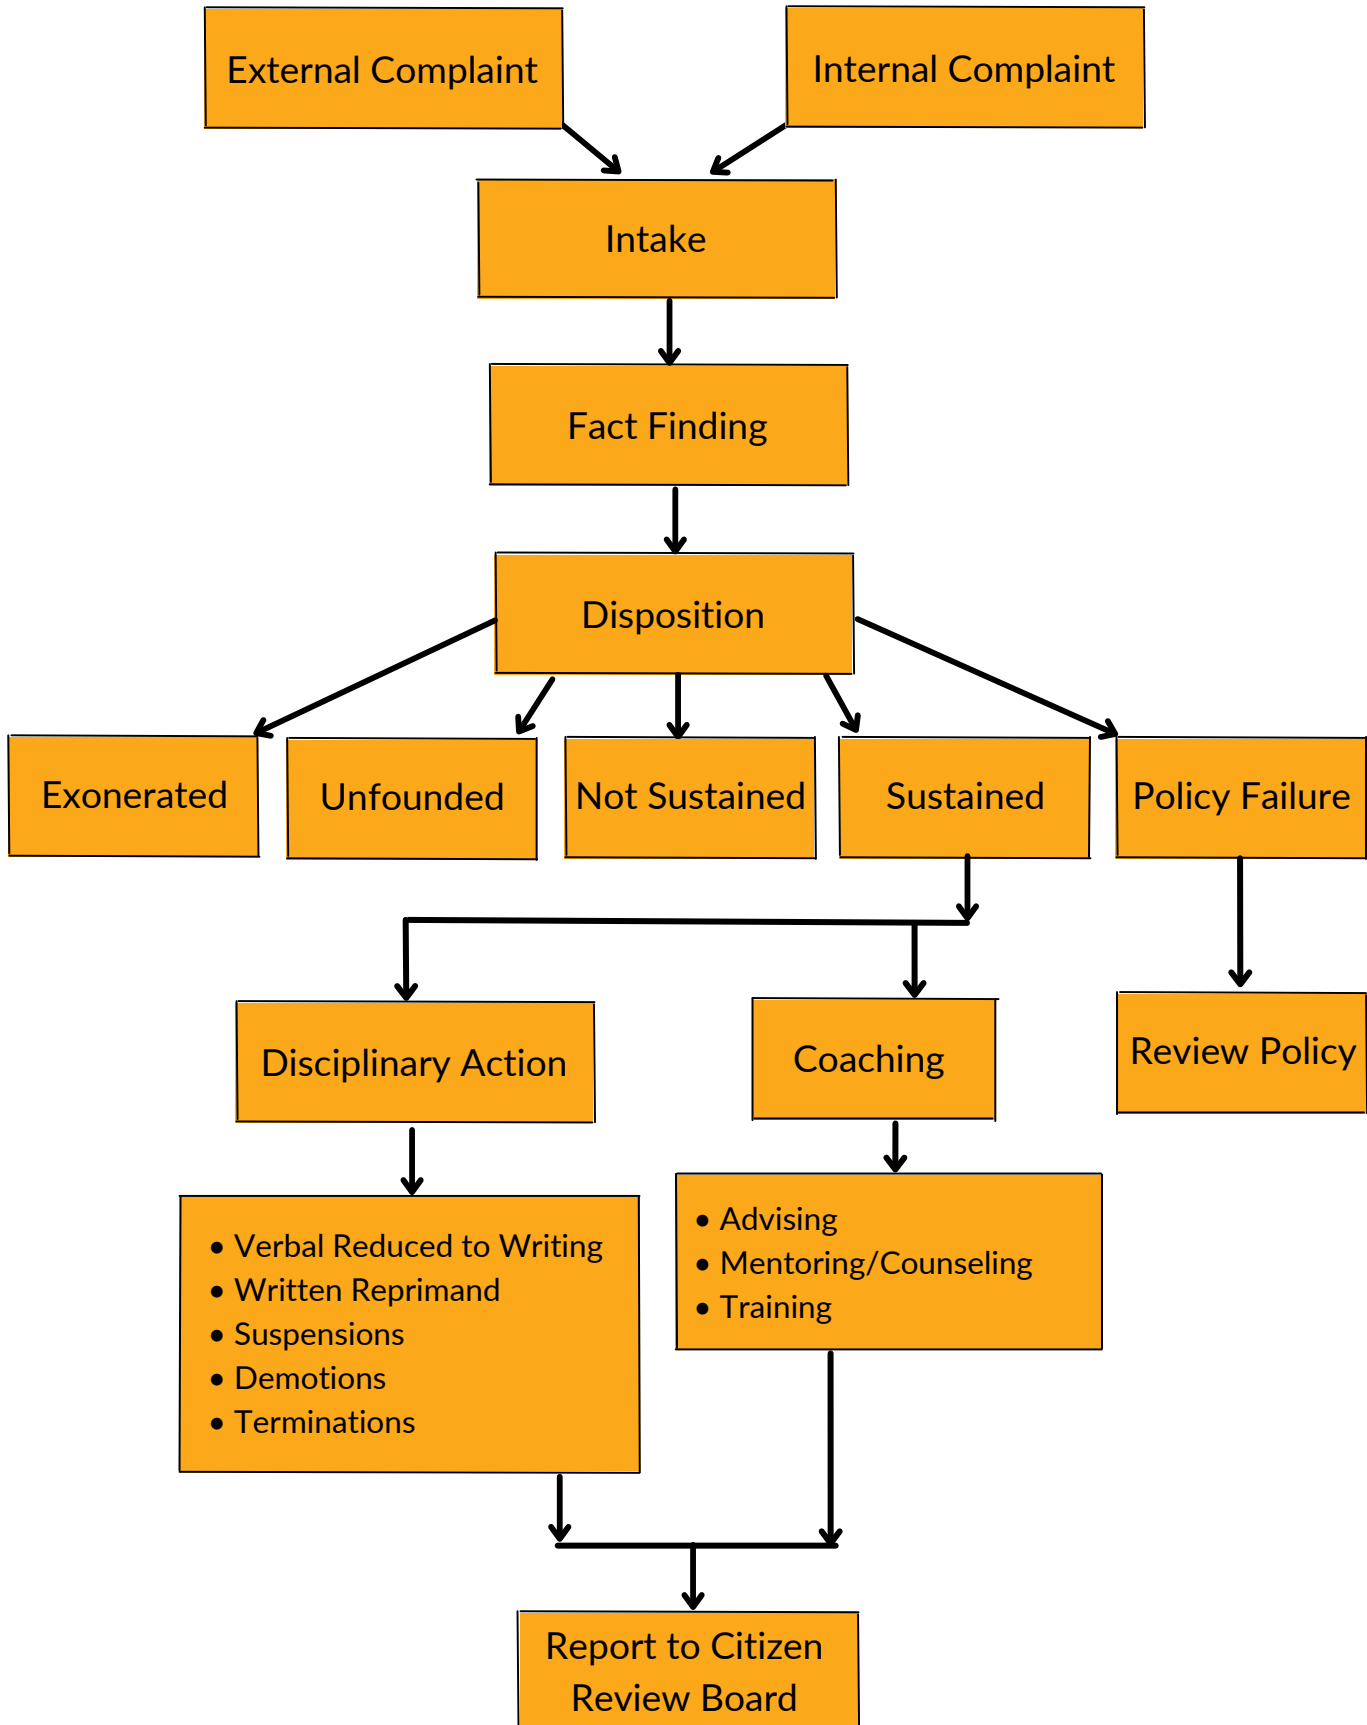 External Complaint
Internal Complaint
Intake
Fact Finding
Disposition
Exonerated
Unfounded
Not Sustained
Sustained
Policy Failure
Disciplinary Action
Coaching
Review Policy
• Verbal Reduced to Writing
• Written Reprimand
• Suspensions
• Demotions
• Terminations
• Advising
• Mentoring/Counseling
• Training
Report to Citizen
Review Board